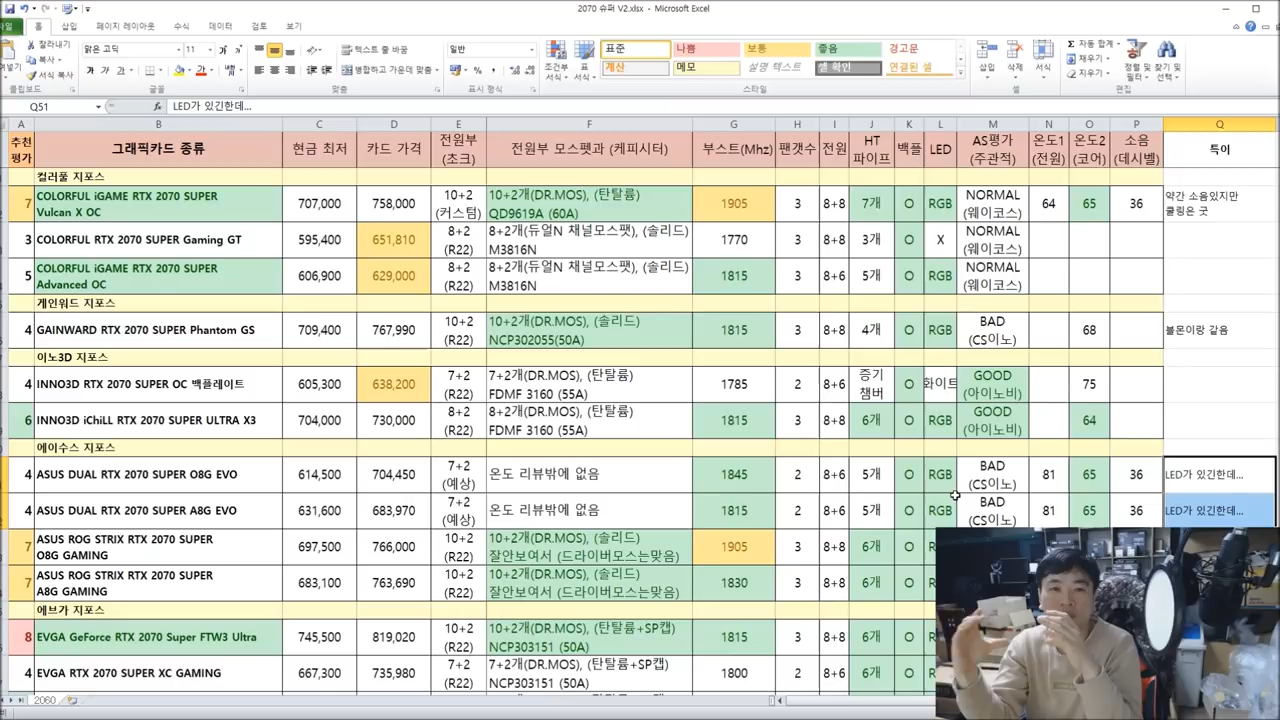 2070 슈퍼 V2.xlsx - Microsoft Excel
파일 홈 삽입 페이지 레이아웃 수식 데이터 검토 보기
잘라내기 맑은 고딕 11 텍스트 줄 바꿈 일반 표준 나쁨 보통 좋음 경고문 자동 합계
복사 채우기
서식 복사 병합하고 가운데 맞춤 조건부 서식 표 서식 계산 메모 설명 텍스트 셀 확인 연결된 셀 삽입 삭제 서식 지우기 정렬 및 필터 찾기 및 선택
클립보드 글꼴 맞춤 표시 형식 스타일 셀 편집
Q51 fx LED가 있긴한데...
A B C D E F G H I J K L M N O P Q
추천 평가 그래픽카드 종류 현금 최저 카드 가격 전원부 (초크) 전원부 모스펫과 (케피시터) 부스트(Mhz) 팬갯수 전원 HT 파이프 백플 LED AS평가 (주관적) 온도1 (전원) 온도2 (코어) 소음 (데시벨) 특이
컬러풀 지포스
7 COLORFUL iGAME RTX 2070 SUPER Vulcan X OC 707,000 758,000 10+2 (커스텀) 10+2개(DR.MOS), (탄탈륨) QD9619A (60A) 1905 3 8+8 7개 O RGB NORMAL (웨이코스) 64 65 36 약간 소음있지만 쿨링은 굿
3 COLORFUL RTX 2070 SUPER Gaming GT 595,400 651,810 8+2 (R22) 8+2개(듀얼N 채널모스팻), (솔리드) M3816N 1770 3 8+8 3개 O X NORMAL (웨이코스)
5 COLORFUL iGAME RTX 2070 SUPER Advanced OC 606,900 629,000 8+2 (R22) 8+2개(듀얼N 채널모스팻), (솔리드) M3816N 1815 3 8+6 5개 O RGB NORMAL (웨이코스)
게인워드 지포스
4 GAINWARD RTX 2070 SUPER Phantom GS 709,400 767,990 10+2 (R22) 10+2개(DR.MOS), (솔리드) NCP302055(50A) 1815 3 8+8 4개 O RGB BAD (CS이노) 68 불몬이랑 같음
이노3D 지포스
4 INNO3D RTX 2070 SUPER OC 백플레이트 605,300 638,200 7+2 (R22) 7+2개(DR.MOS), (탄탈륨) FDMF 3160 (55A) 1785 2 8+6 증기 챔버 O 화이트 GOOD (아이노비) 75
6 INNO3D iChiLL RTX 2070 SUPER ULTRA X3 704,000 730,000 8+2 (R22) 8+2개(DR.MOS), (탄탈륨) FDMF 3160 (55A) 1815 3 8+6 6개 O RGB GOOD (아이노비) 64
에이수스 지포스
4 ASUS DUAL RTX 2070 SUPER O8G EVO 614,500 704,450 7+2 (예상) 온도 리뷰밖에 없음 1845 2 8+6 5개 O RGB BAD (CS이노) 81 65 36 LED가 있긴한데...
4 ASUS DUAL RTX 2070 SUPER A8G EVO 631,600 683,970 7+2 (예상) 온도 리뷰밖에 없음 1815 2 8+6 5개 O RGB BAD (CS이노) 81 65 36 LED가 있긴한데...
7 ASUS ROG STRIX RTX 2070 SUPER O8G GAMING 697,500 766,000 10+2 (R22) 10+2개(DR.MOS), (솔리드) 잘안보여서 (드라이버모스는맞음) 1905 3 8+8 6개 O
7 ASUS ROG STRIX RTX 2070 SUPER A8G GAMING 683,100 763,690 10+2 (R22) 10+2개(DR.MOS), (솔리드) 잘안보여서 (드라이버모스는맞음) 1830 3 8+8 6개 O
에브가 지포스
8 EVGA GeForce RTX 2070 Super FTW3 Ultra 745,500 819,020 10+2 (R22) 10+2개(DR.MOS), (탄탈륨+SP캡) NCP303151 (50A) 1815 3 8+8 6개 O
4 EVGA RTX 2070 SUPER XC GAMING 667,300 735,980 7+2 (R22) 7+2개(DR.MOS), (탄탈륨+SP캡) NCP303151 (50A) 1800 2 8+6 6개 O
2060